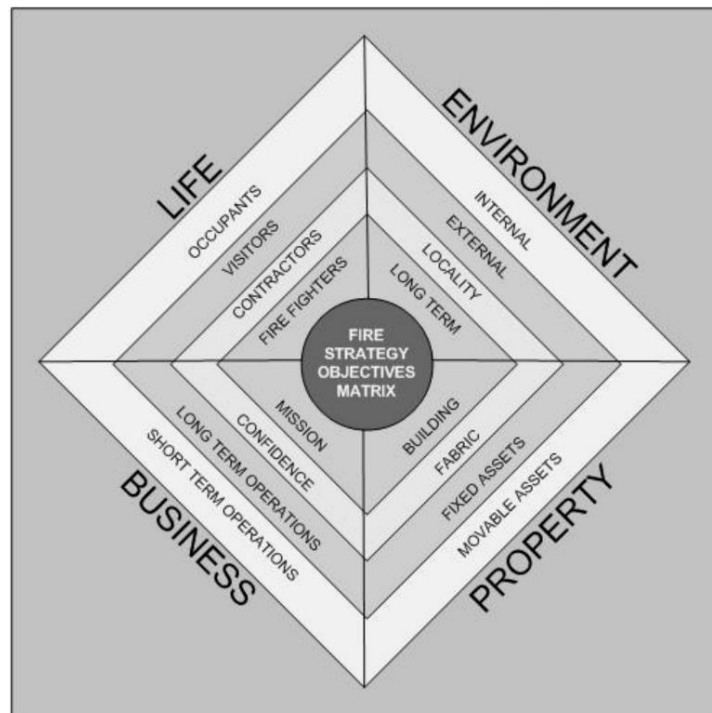 LIFE
OCCUPANTS
VISITORS
CONTRACTORS
FIRE FIGHTERS
ENVIRONMENT
INTERNAL
EXTERNAL
LOCALITY
LONG TERM
FIRE
STRATEGY
OBJECTIVES
MATRIX
BUSINESS
SHORT TERM OPERATIONS
LONG TERM OPERATIONS
CONFIDENCE
MISSION
BUILDING
FABRIC
FIXED ASSETS
MOVABLE ASSETS
PROPERTY